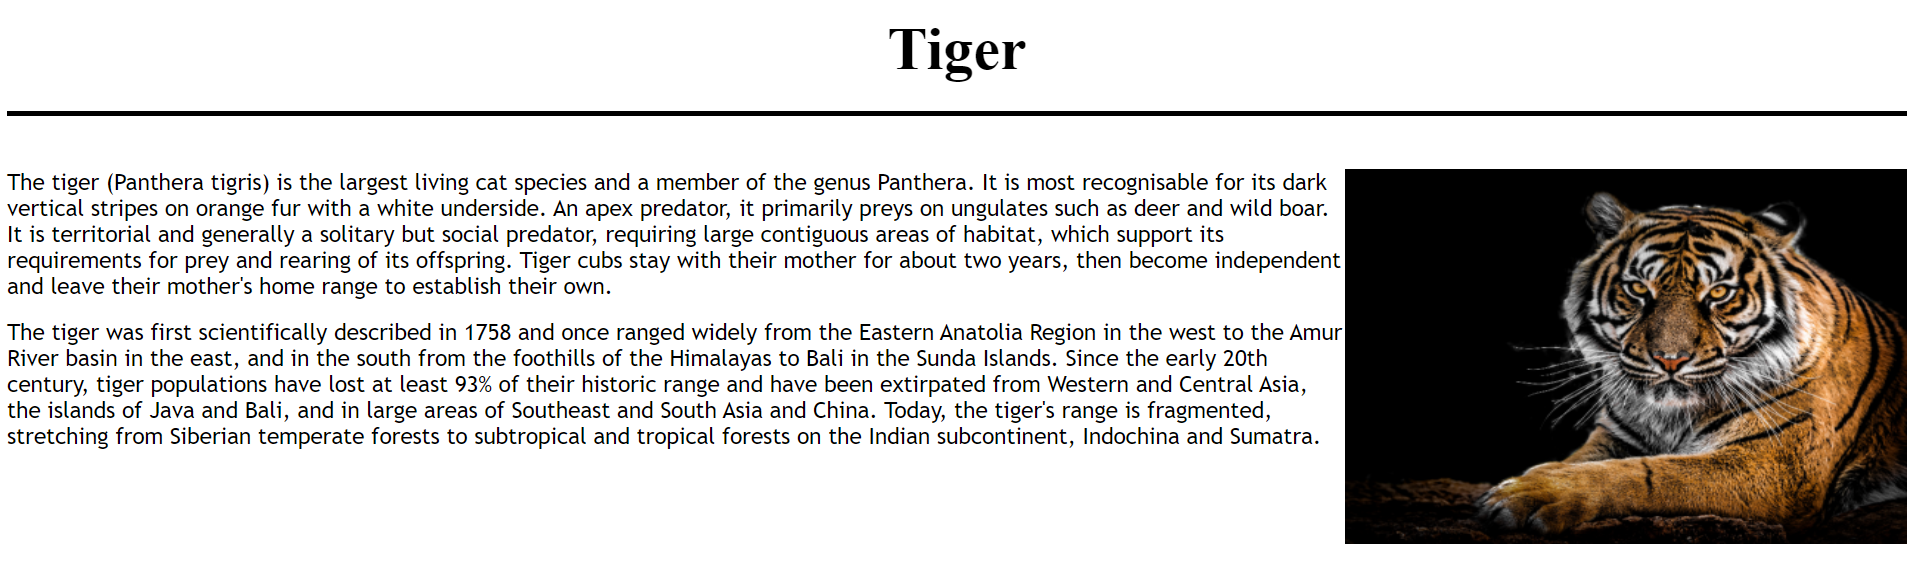 Tiger
The tiger (Panthera tigris) is the largest living cat species and a member of the genus Panthera. It is most recognisable for its dark
vertical stripes on orange fur with a white underside. An apex predator, it primarily preys on ungulates such as deer and wild boar.
It is territorial and generally a solitary but social predator, requiring large contiguous areas of habitat, which support its
requirements for prey and rearing of its offspring. Tiger cubs stay with their mother for about two years, then become independent
and leave their mother's home range to establish their own.
The tiger was first scientifically described in 1758 and once ranged widely from the Eastern Anatolia Region in the west to the Amur
River basin in the east, and in the south from the foothills of the Himalayas to Bali in the Sunda Islands. Since the early 20th
century, tiger populations have lost at least 93% of their historic range and have been extirpated from Western and Central Asia,
the islands of Java and Bali, and in large areas of Southeast and South Asia and China. Today, the tiger's range is fragmented,
stretching from Siberian temperate forests to subtropical and tropical forests on the Indian subcontinent, Indochina and Sumatra.